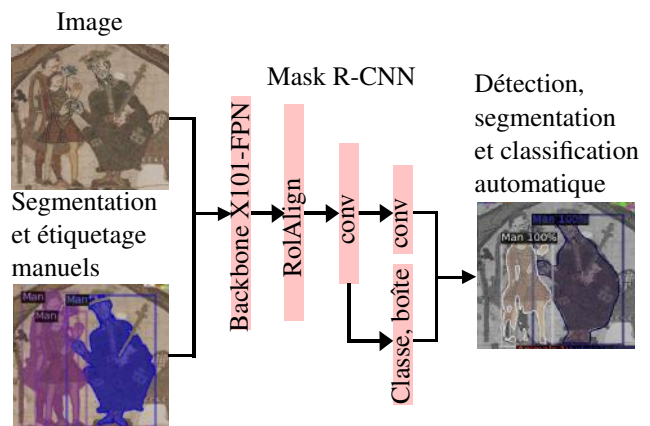 Image
Mask R-CNN
Détection,
segmentation
et classification
automatique
Segmentation
et étiquetage
manuels
Backbone X101-FPN
RoIAlign
conv
conv
Classe, boîte
Man
Man
Man
Man 100%
Man 100%